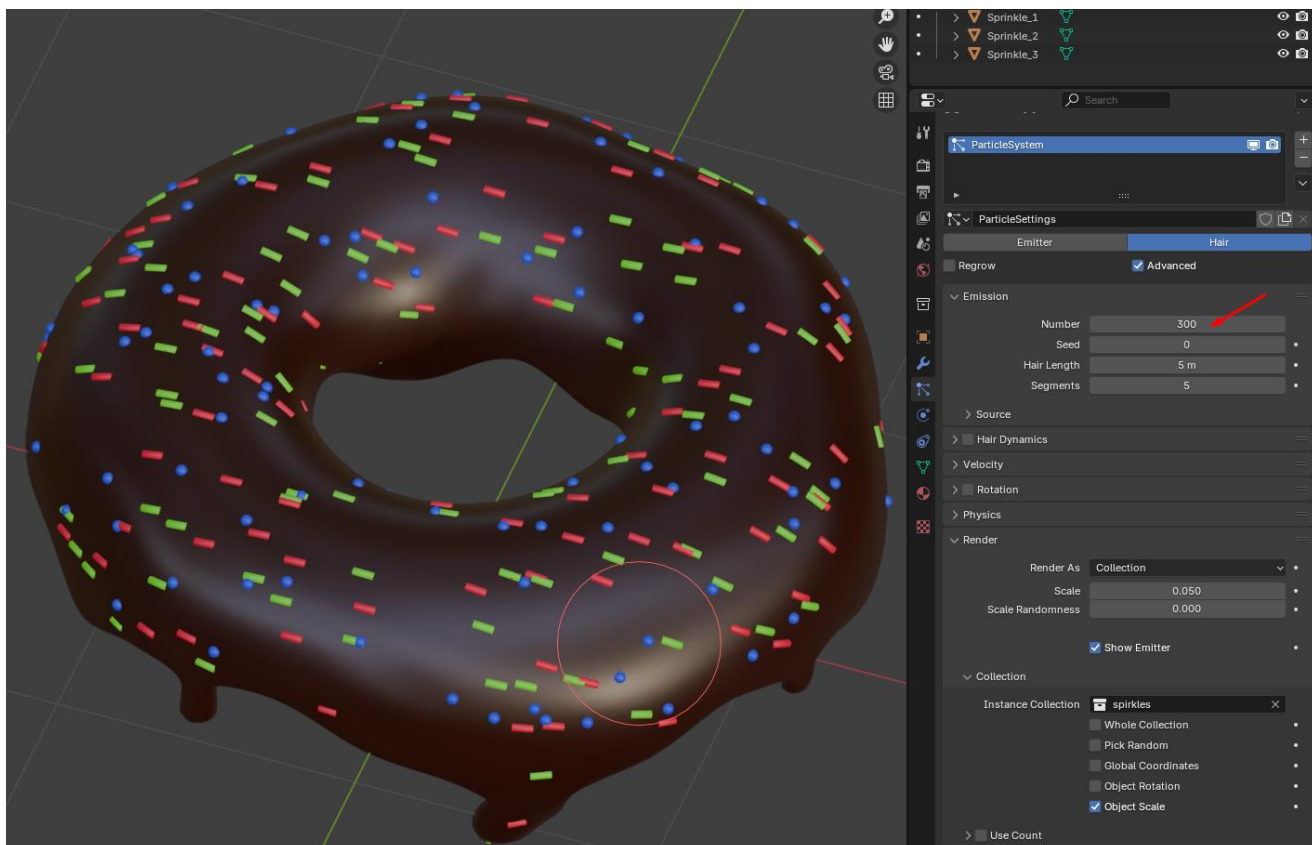 Sprinkle_1
Sprinkle_2
Sprinkle_3
Search
ParticleSystem
ParticleSettings
Emitter Hair
Regrow Advanced
Emission
Number 300
Seed 0
Hair Length 5 m
Segments 5
Source
Hair Dynamics
Velocity
Rotation
Physics
Render
Render As Collection
Scale 0.050
Scale Randomness 0.000
Show Emitter
Collection
Instance Collection spirkles
Whole Collection
Pick Random
Global Coordinates
Object Rotation
Object Scale
Use Count